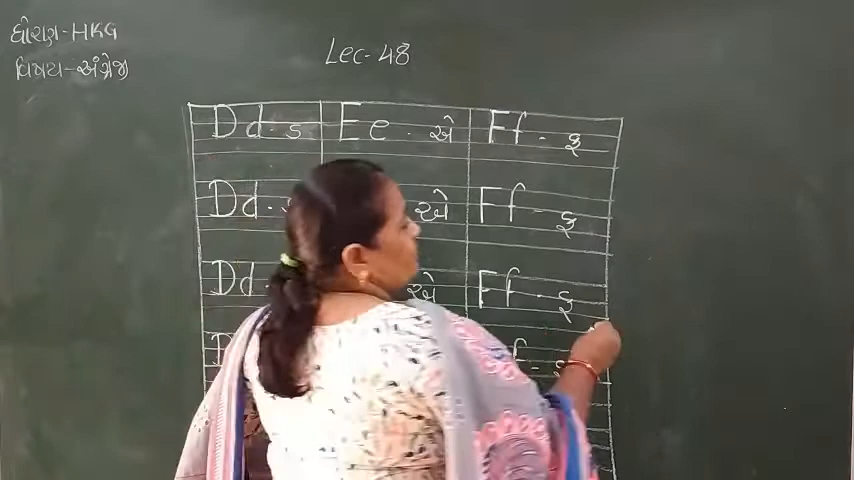 ધોરણ-HKG
Lec-48
વિષય-અંગ્રેજી
Dd-ડ Ee-એ Ff-ફ
Dd- એ Ff-ફ
Dd- એ Ff-ફ